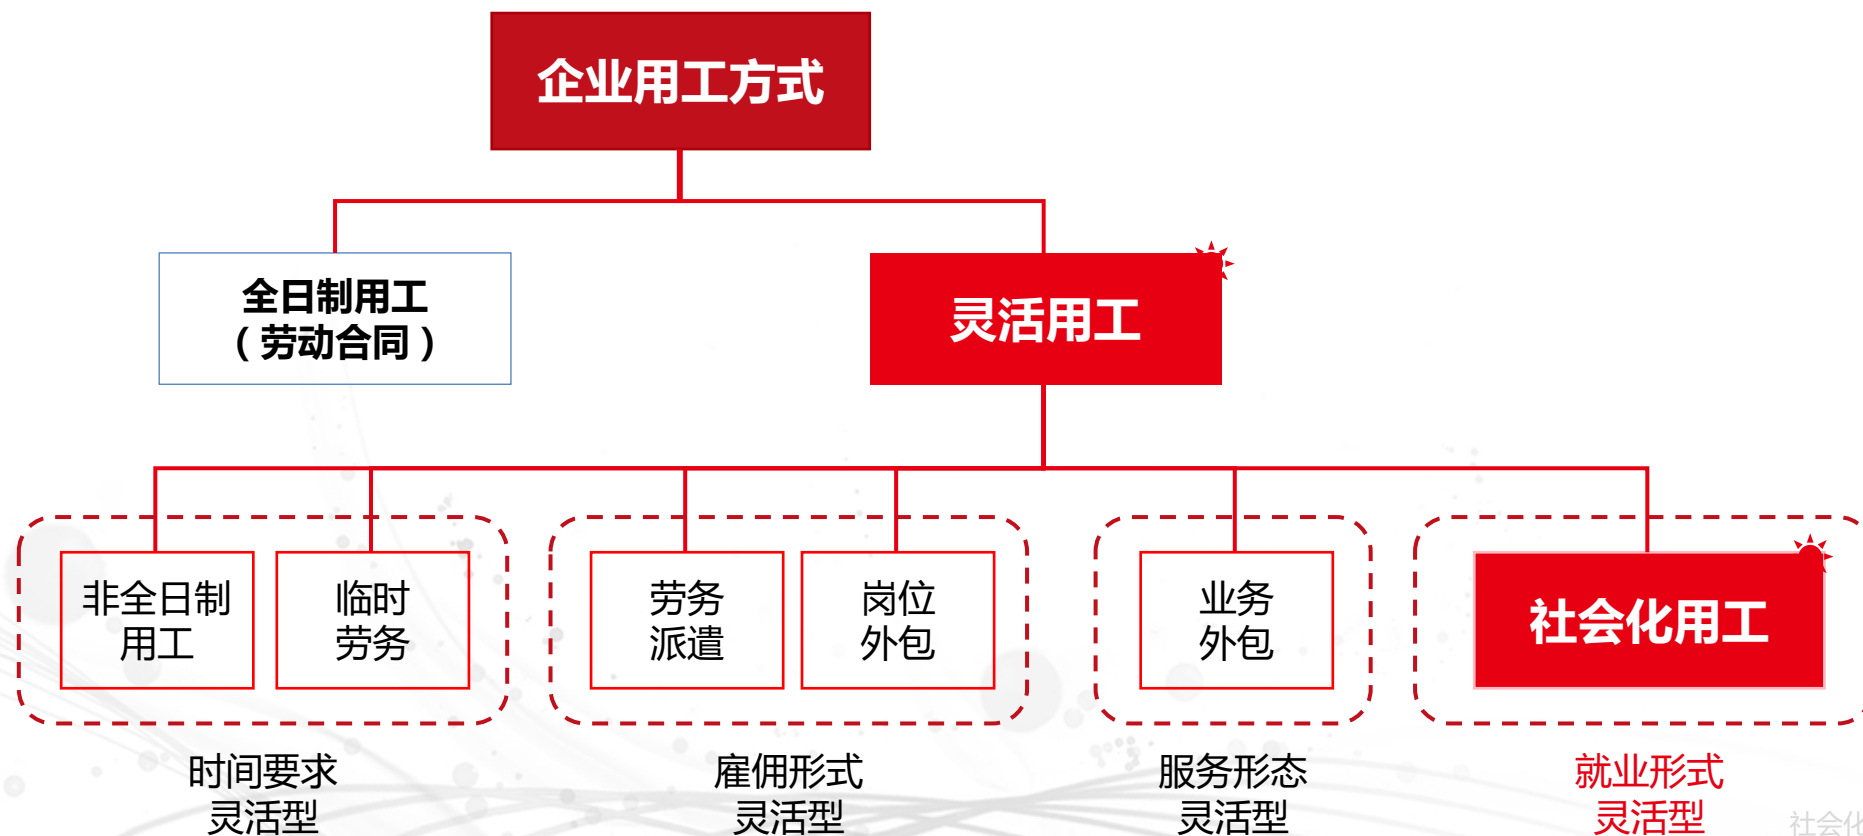 企业用工方式
全日制用工
（劳动合同）
灵活用工
非全日制
用工
临时
劳务
劳务
派遣
岗位
外包
业务
外包
社会化用工
时间要求
灵活型
雇佣形式
灵活型
服务形态
灵活型
就业形式
灵活型
社会化